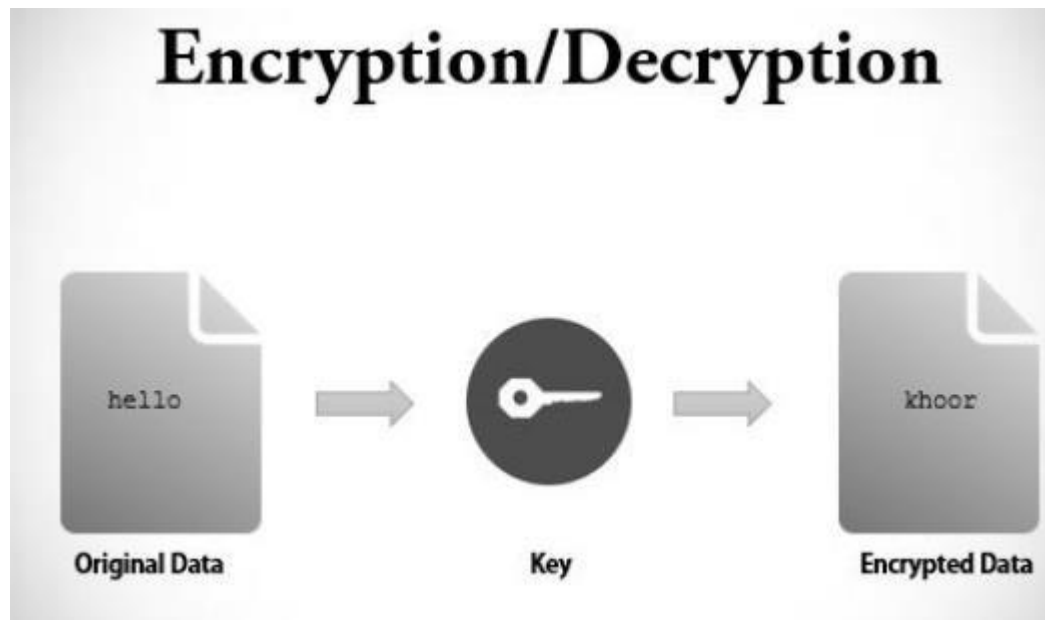 Encryption/Decryption
hello
khoor
Original Data
Key
Encrypted Data